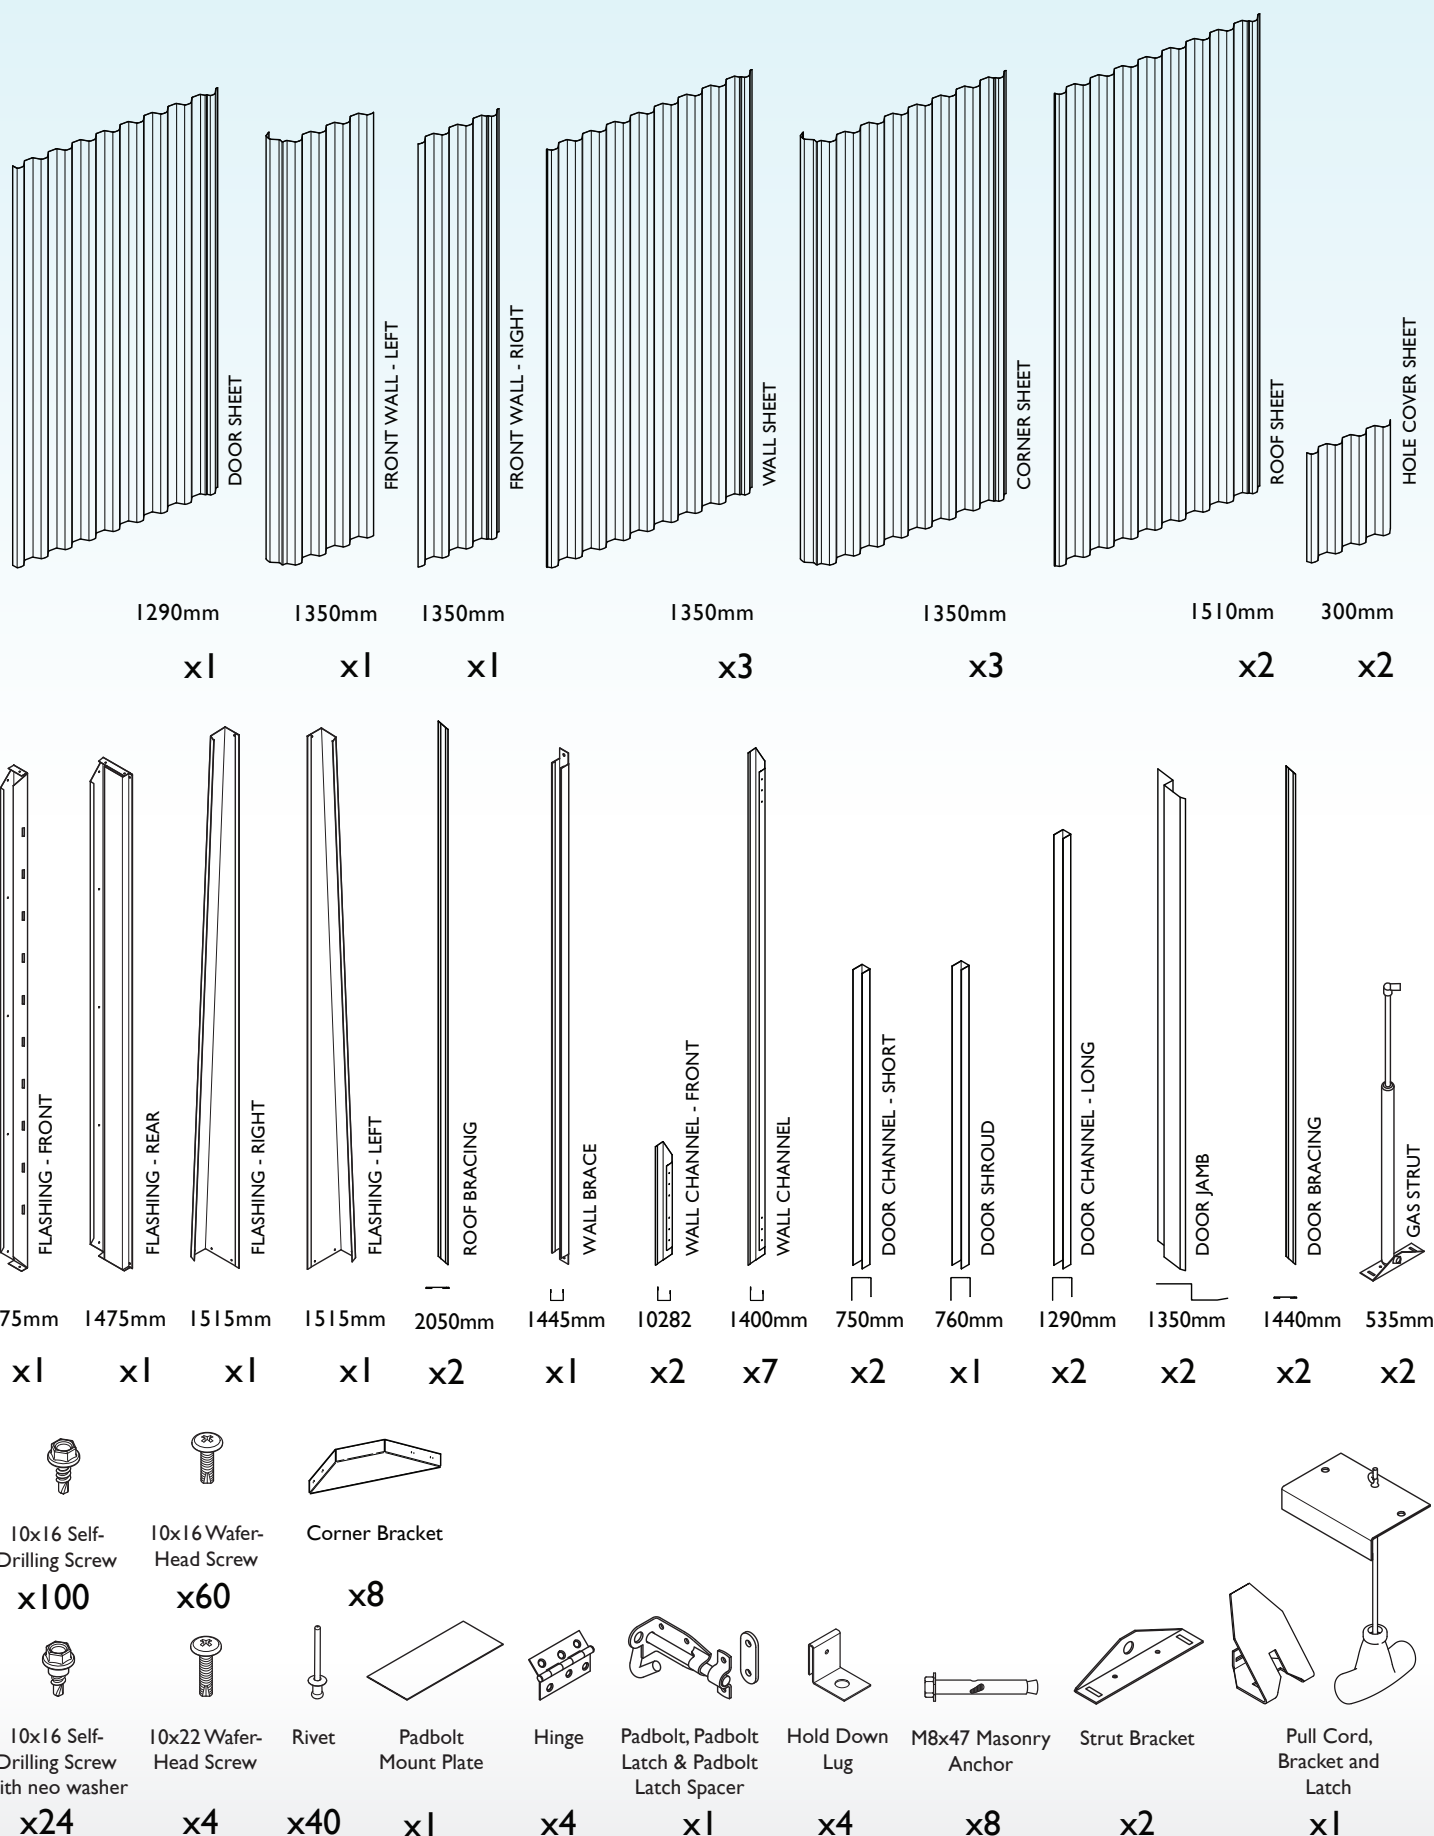 DOOR SHEET
FRONT WALL - LEFT
FRONT WALL - RIGHT
WALL SHEET
CORNER SHEET
ROOF SHEET
HOLE COVER SHEET
1290mm 1350mm 1350mm 1350mm 1350mm 1510mm 300mm
x1 x1 x1 x3 x3 x2 x2
FLASHING - FRONT
FLASHING - REAR
FLASHING - RIGHT
FLASHING - LEFT
ROOF BRACING
WALL BRACE
WALL CHANNEL - FRONT
WALL CHANNEL
DOOR CHANNEL - SHORT
DOOR SHROUD
DOOR CHANNEL - LONG
DOOR JAMB
DOOR BRACING
GAS STRUT
75mm 1475mm 1515mm 1515mm 2050mm 1445mm 10282 1400mm 750mm 760mm 1290mm 1350mm 1440mm 535mm
x1 x1 x1 x1 x2 x1 x2 x7 x2 x1 x2 x2 x2 x2
10x16 Self-
Drilling Screw
x100
10x16 Wafer-
Head Screw
x60
Corner Bracket
x8
10x16 Self-
Drilling Screw
ith neo washer
x24
10x22 Wafer-
Head Screw
x4
Rivet
x40
Padbolt
Mount Plate
x1
Hinge
x4
Padbolt, Padbolt
Latch & Padbolt
Latch Spacer
x1
Hold Down
Lug
x4
M8x47 Masonry
Anchor
x8
Strut Bracket
x2
Pull Cord,
Bracket and
Latch
x1